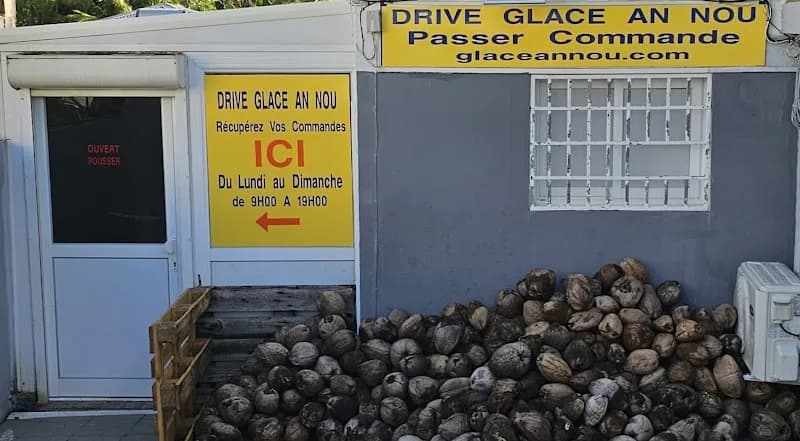 DRIVE GLACE AN NOU
Passer Commande
glaceannou.com
OUVERT
POUSSER
DRIVE GLACE AN NOU
Récupérez Vos Commandes
ICI
Du Lundi au Dimanche
de 9H00 A 19H00